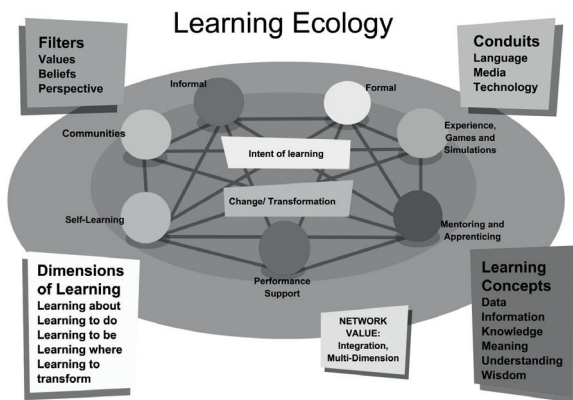 Learning Ecology
Filters
Values
Beliefs
Perspective
Conduits
Language
Media
Technology
Informal
Formal
Communities
Experience,
Games and
Simulations
Intent of learning
Change/ Transformation
Self-Learning
Mentoring and
Apprenticing
Performance
Support
Dimensions
of Learning
Learning about
Learning to do
Learning to be
Learning where
Learning to
transform
NETWORK
VALUE:
Integration,
Multi-Dimension
Learning
Concepts
Data
Information
Knowledge
Meaning
Understanding
Wisdom